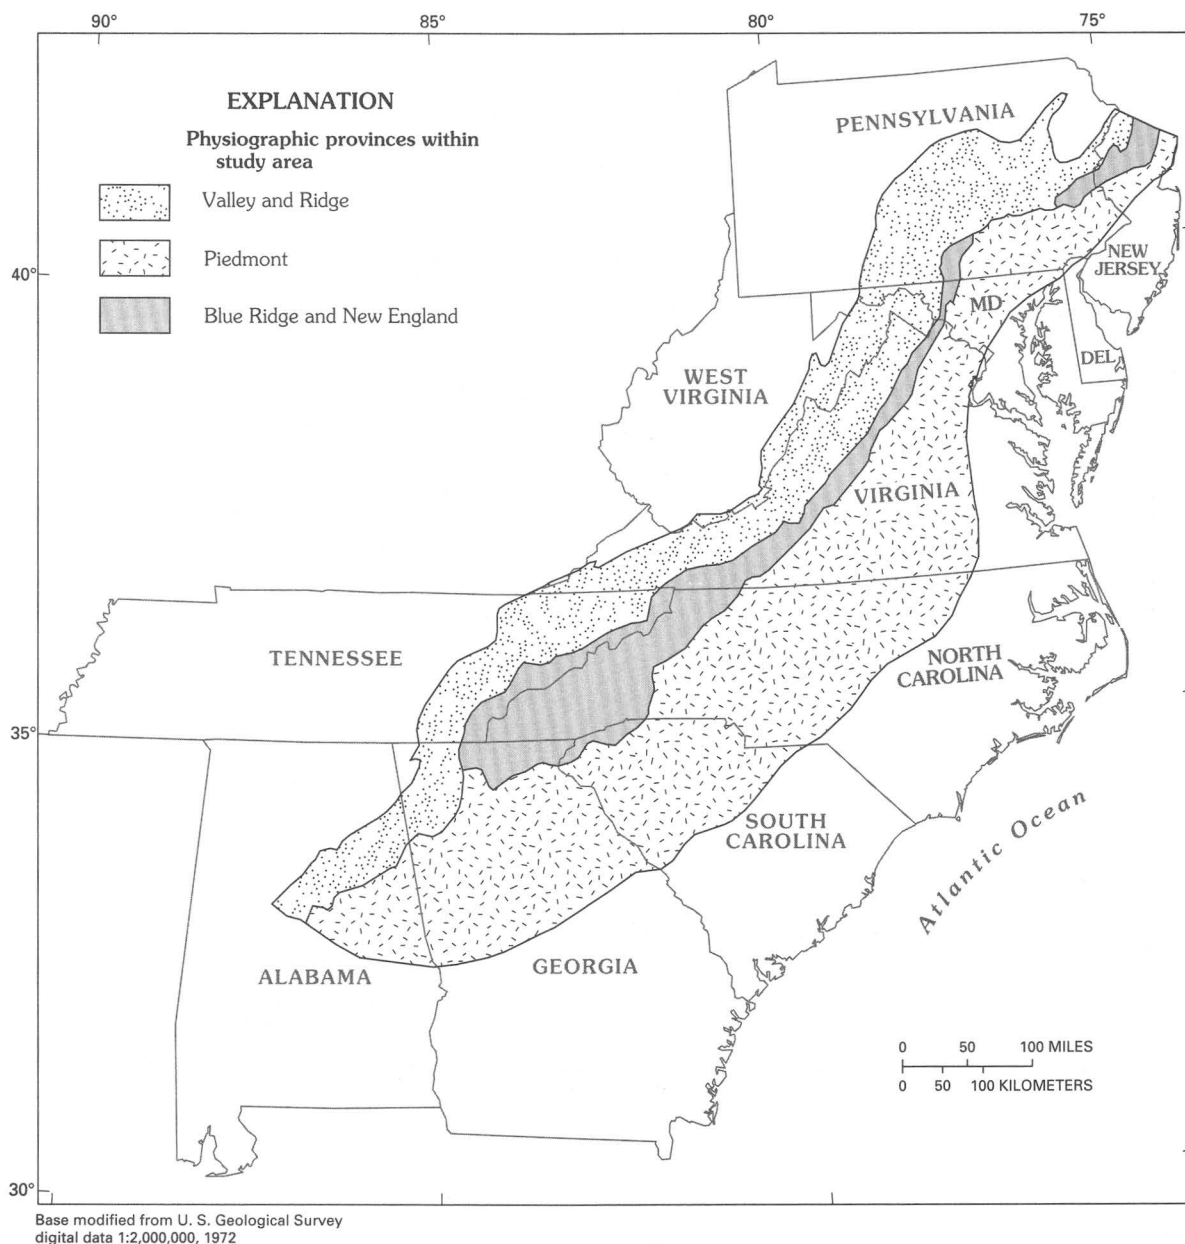 90°
85°
80°
75°
EXPLANATION
Physiographic provinces within
study area
Valley and Ridge
Piedmont
Blue Ridge and New England
PENNSYLVANIA
40°
NEW
JERSEY
MD
DEL
WEST
VIRGINIA
VIRGINIA
TENNESSEE
NORTH
CAROLINA
35°
SOUTH
CAROLINA
Atlantic Ocean
ALABAMA
GEORGIA
0 50 100 MILES
0 50 100 KILOMETERS
30°
Base modified from U. S. Geological Survey
digital data 1:2,000,000, 1972